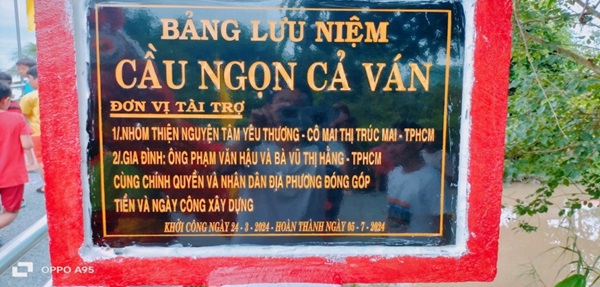 BẢNG LƯU NIỆM
CẦU NGỌN CẢ VÁN
ĐƠN VỊ TÀI TRỢ
1/.NHÓM THIỆN NGUYỆN TÂM YÊU THƯƠNG - CÔ MAI THỊ TRÚC MAI - TPHCM
2/.GIA ĐÌNH: ÔNG PHẠM VĂN HẬU VÀ BÀ VŨ THỊ HẰNG - TPHCM
CÙNG CHÍNH QUYỀN VÀ NHÂN DÂN ĐỊA PHƯƠNG ĐÓNG GÓP
TIỀN VÀ NGÀY CÔNG XÂY DỰNG
KHỞI CÔNG NGÀY 24 - 3 - 2024 - HOÀN THÀNH NGÀY 05 - 7 - 2024
OPPO A95